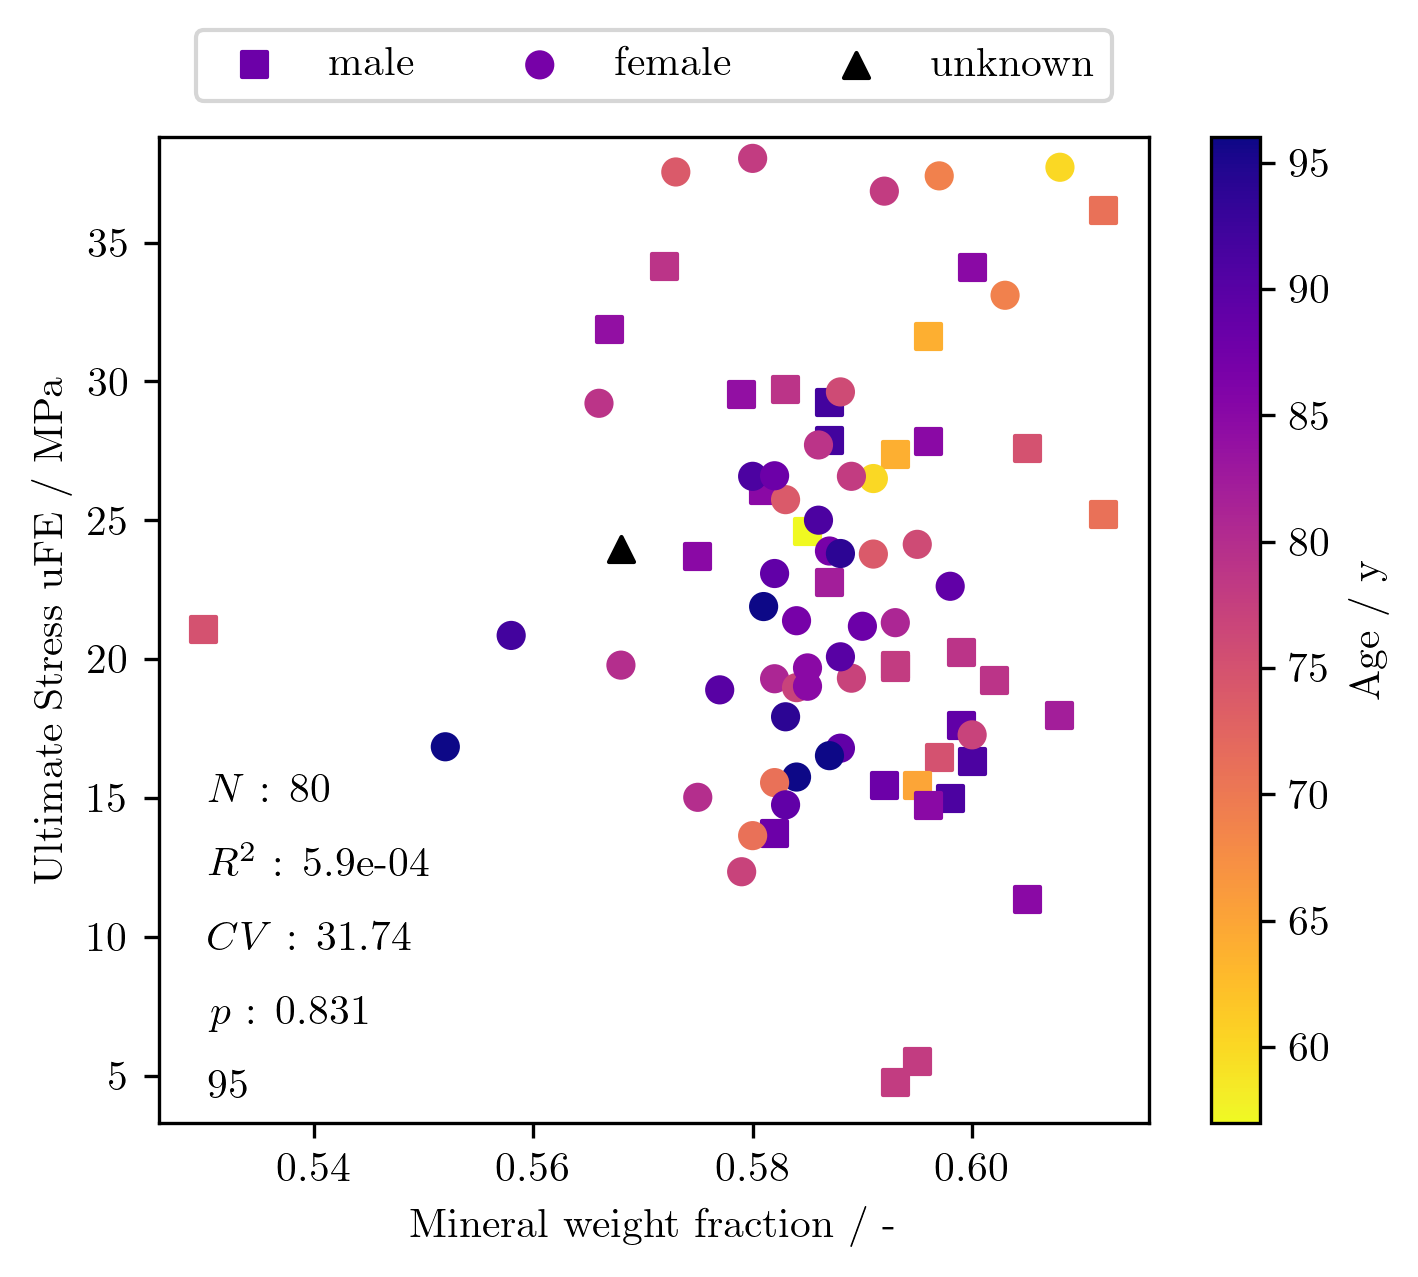 male female unknown
35
30
25
20
15
10
5
Ultimate Stress uFE / MPa
N : 80
R² : 5.9e-04
CV : 31.74
p : 0.831
95
0.54 0.56 0.58 0.60
Mineral weight fraction / -
95
90
85
80
75
70
65
60
Age / y